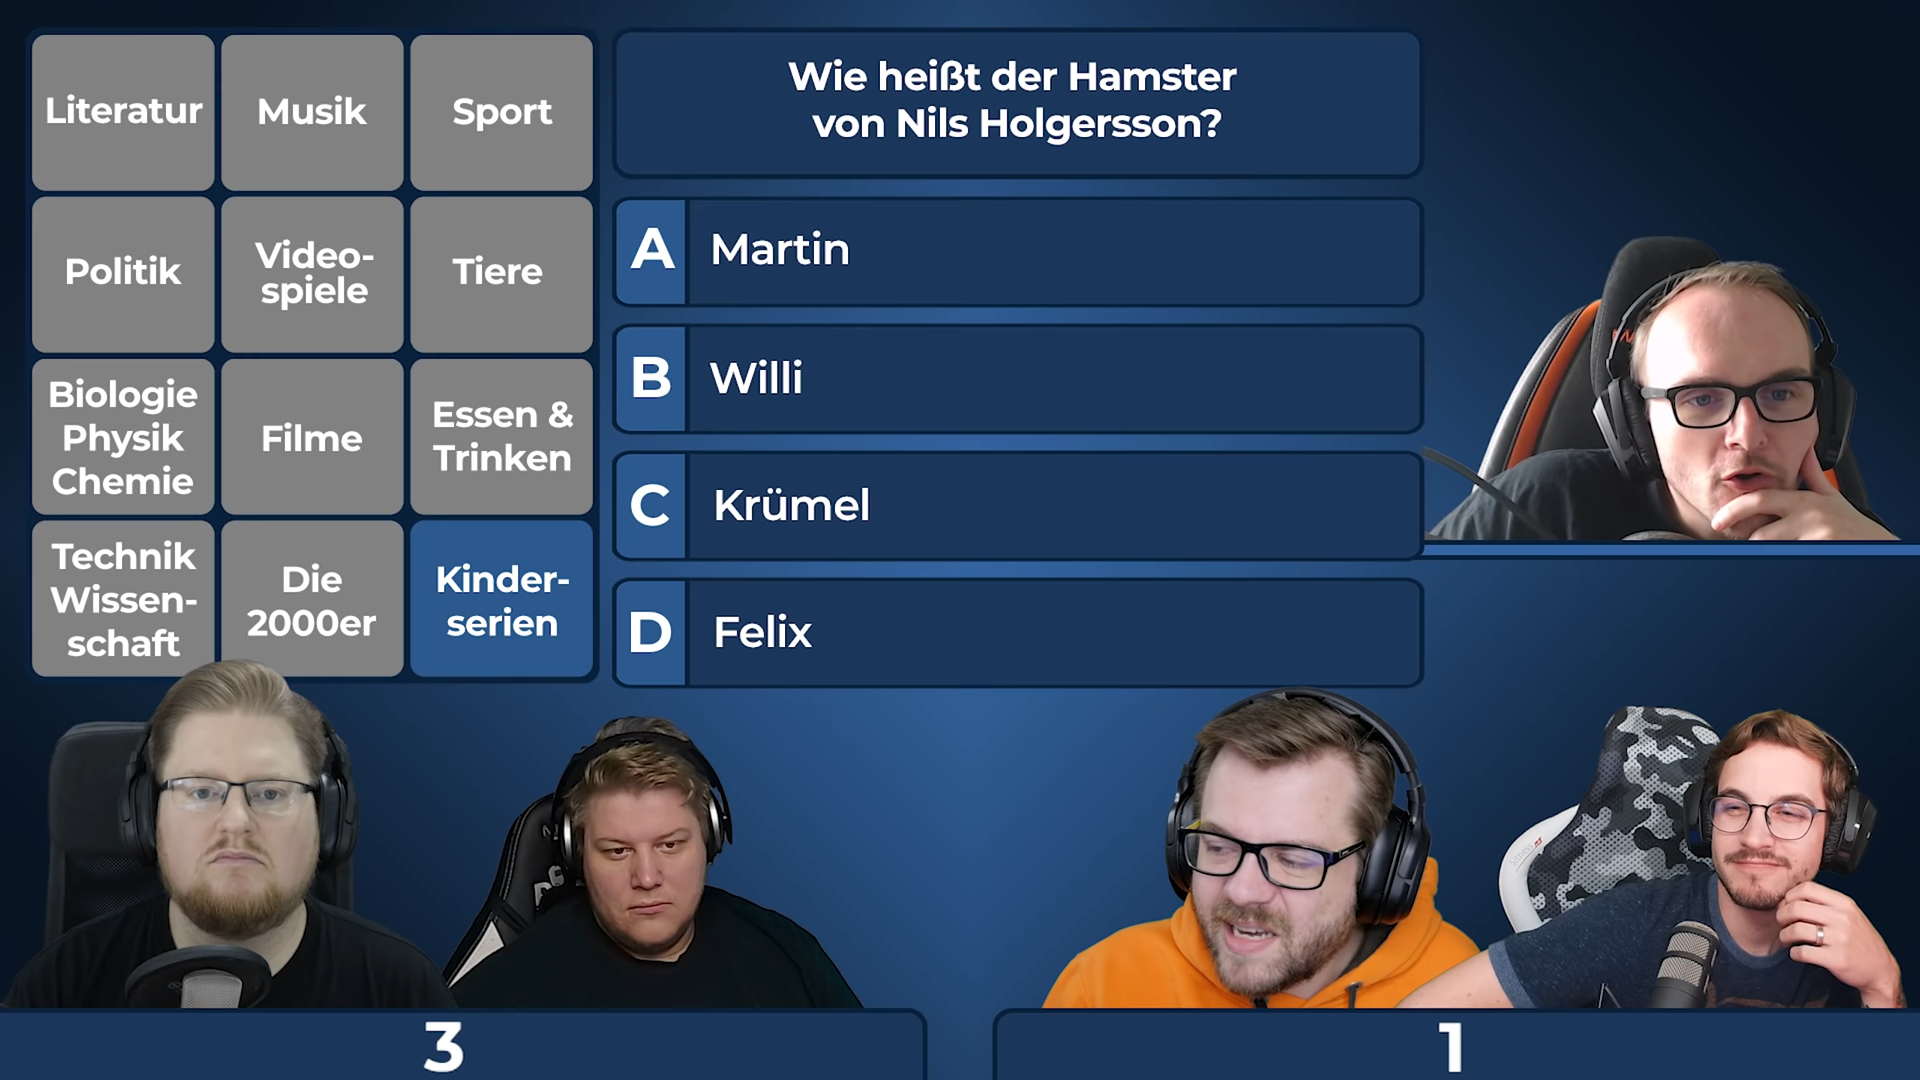 Literatur
Musik
Sport
Politik
Video-
spiele
Tiere
Biologie
Physik
Chemie
Filme
Essen &
Trinken
Technik
Wissen-
schaft
Die
2000er
Kinder-
serien
Wie heißt der Hamster
von Nils Holgersson?
A Martin
B Willi
C Krümel
D Felix
3
1